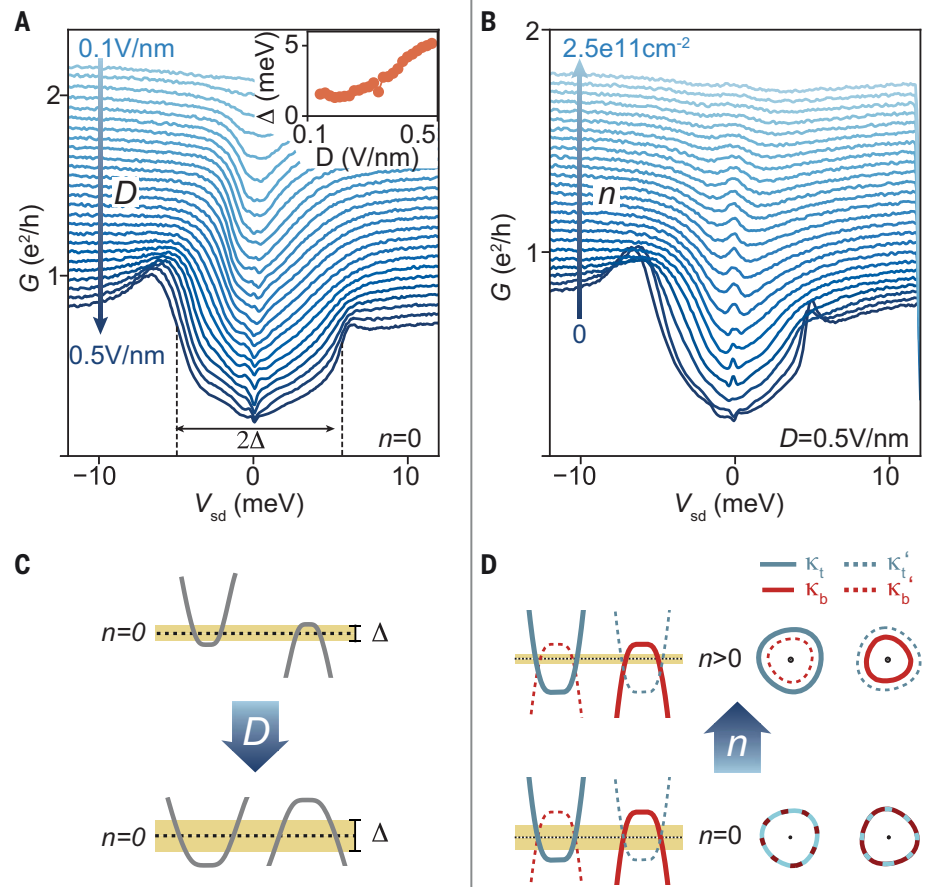 A
0.1V/nm
2
G (e²/h)
1
D
0.5V/nm
5
Δ (meV)
0
0.1
0.5
D (V/nm)
2Δ
n=0
−10
0
10
V_sd (meV)
B
2
2.5e11cm⁻²
n
G (e²/h)
1
0
D=0.5V/nm
−10
0
10
V_sd (meV)
C
n=0
Δ
D
n=0
Δ
D
κ_t
κ_t‘
κ_b
κ_b‘
n>0
n
n=0